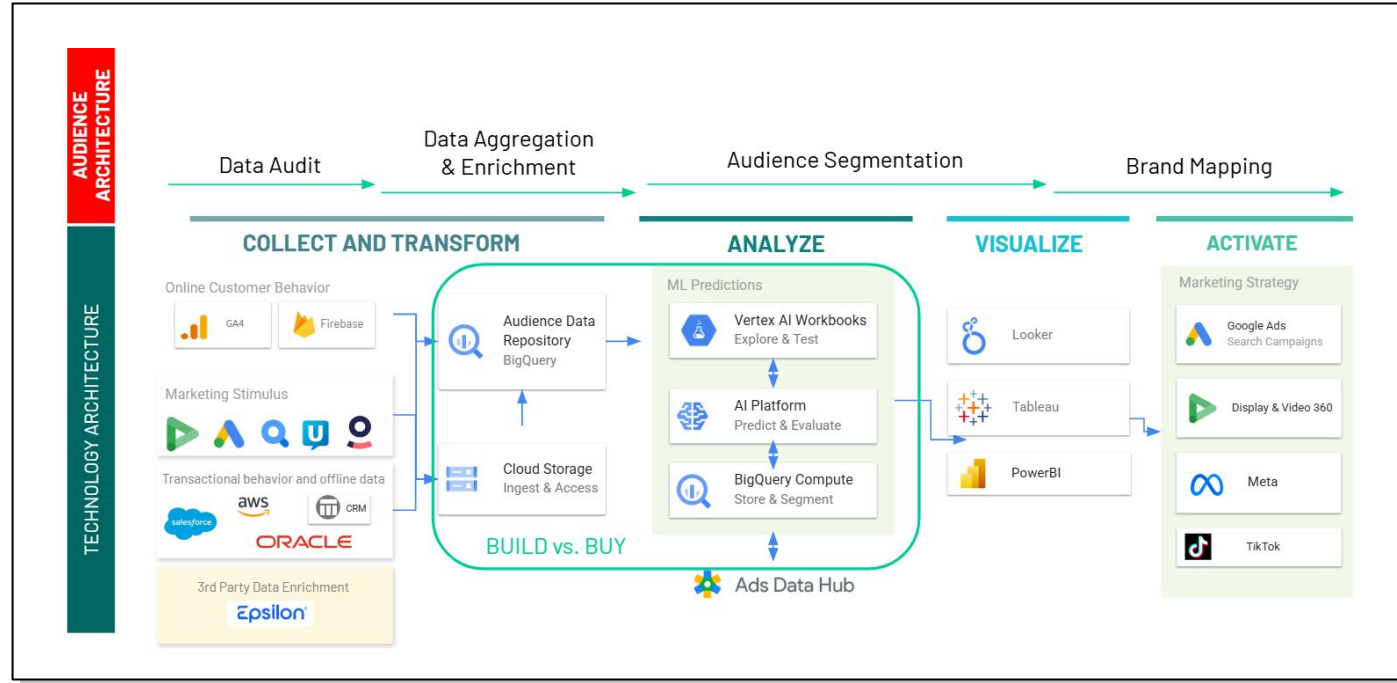 AUDIENCE
ARCHITECTURE
Data Audit
Data Aggregation
& Enrichment
Audience Segmentation
Brand Mapping
TECHNOLOGY ARCHITECTURE
COLLECT AND TRANSFORM
ANALYZE
VISUALIZE
ACTIVATE
Online Customer Behavior
GA4
Firebase
Marketing Stimulus
U
Transactional behavior and offline data
salesforce
aws
CRM
ORACLE
3rd Party Data Enrichment
Epsilon
Audience Data
Repository
BigQuery
Cloud Storage
Ingest & Access
BUILD vs. BUY
ML Predictions
Vertex AI Workbooks
Explore & Test
AI Platform
Predict & Evaluate
BigQuery Compute
Store & Segment
Ads Data Hub
Looker
Tableau
PowerBI
Marketing Strategy
Google Ads
Search Campaigns
Display & Video 360
Meta
TikTok